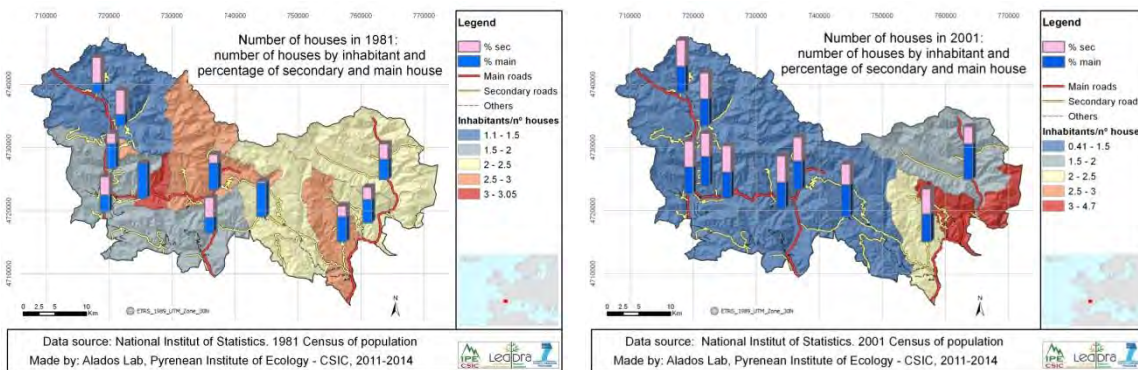 710000 720000 730000 740000 750000 760000 770000
4740000
4730000
4720000
4710000
Number of houses in 1981:
number of houses by inhabitant and
percentage of secondary and main house
Legend
% sec
% main
Main roads
Secondary roads
Others
Inhabitants/nº houses
1.1 - 1.5
1.5 - 2
2 - 2.5
2.5 - 3
3 - 3.05
0 2.5 5 10
Km
ETRS_1989_UTM_Zone_30N
N
Data source: National Institut of Statistics. 1981 Census of population
Made by: Alados Lab, Pyrenean Institute of Ecology - CSIC, 2011-2014
IPE
CSIC
7
710000 720000 730000 740000 750000 760000 770000
4740000
4730000
4720000
4710000
Number of houses in 2001:
number of houses by inhabitant and
percentage of secondary and main house
Legend
% sec
% main
Main roads
Secondary road
Others
Inhabitants/nº houses
0.41 - 1.5
1.5 - 2
2 - 2.5
2.5 - 3
3 - 4.7
0 2.5 5 10
Km
ETRS_1989_UTM_Zone_30N
N
Data source: National Institut of Statistics. 2001 Census of population
Made by: Alados Lab, Pyrenean Institute of Ecology - CSIC, 2011-2014
IPE
CSIC
7